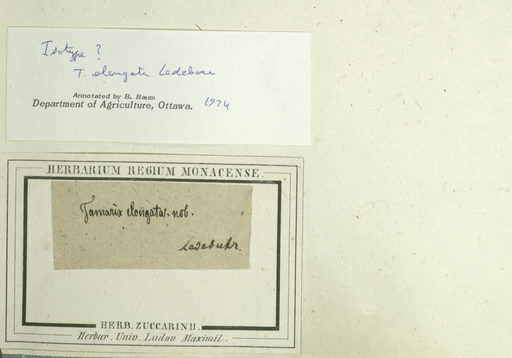 Isotype ?
T. elongata Ledebour
Annotated by B. Baum
Department of Agriculture, Ottawa. 1974
HERBARIUM REGIUM MONACENSE.
Tamarix elongata. nob.
Ledebuhr.
HERB. ZUCCARINII.
Herbar. Univ. Ludov. Maximil.